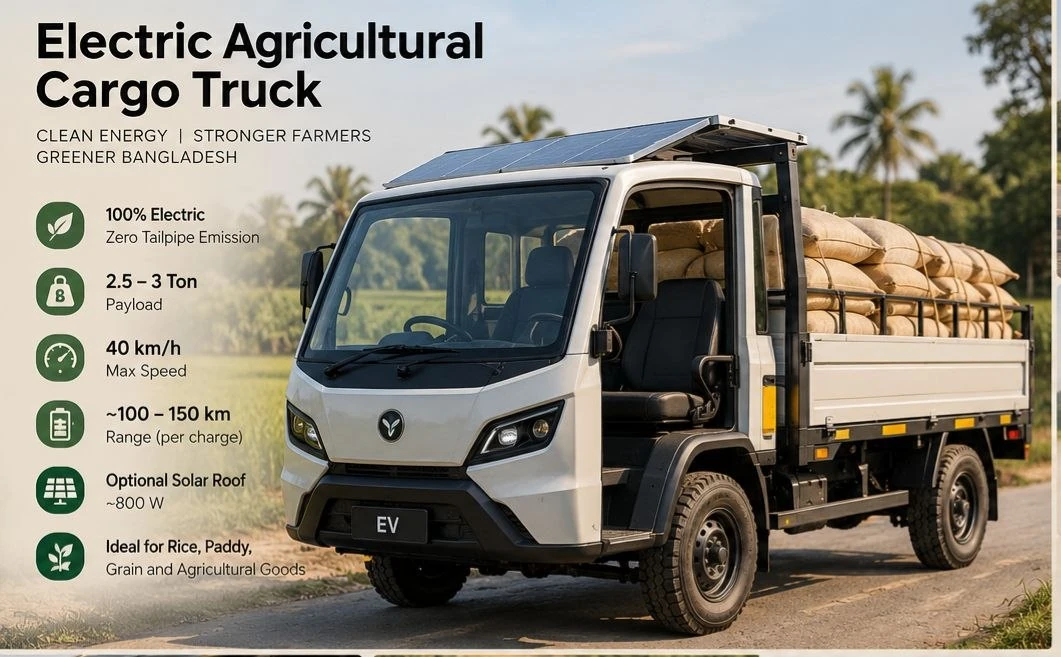 Electric Agricultural
Cargo Truck
CLEAN ENERGY | STRONGER FARMERS
GREENER BANGLADESH
100% Electric
Zero Tailpipe Emission
2.5 – 3 Ton
Payload
40 km/h
Max Speed
~100 – 150 km
Range (per charge)
Optional Solar Roof
~800 W
Ideal for Rice, Paddy,
Grain and Agricultural Goods
EV